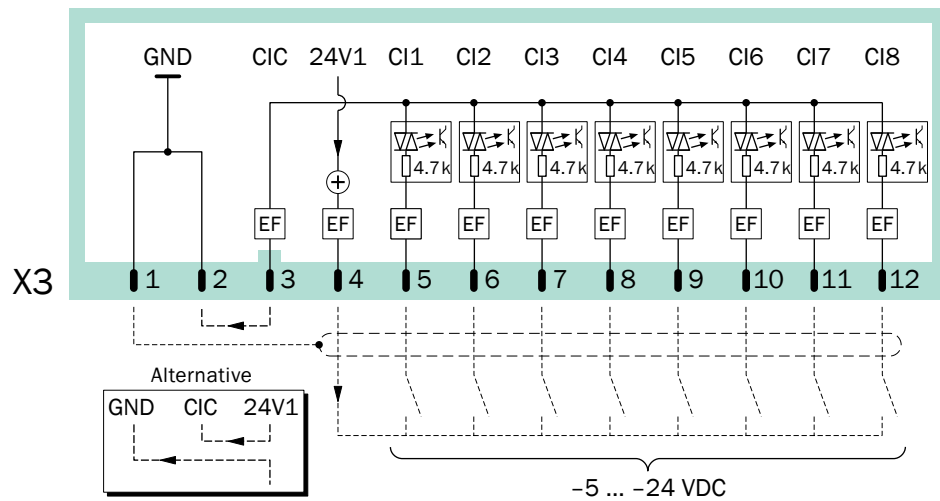 GND CIC 24V1 CI1 CI2 CI3 CI4 CI5 CI6 CI7 CI8
4.7k 4.7k 4.7k 4.7k 4.7k 4.7k 4.7k 4.7k
EF EF EF EF EF EF EF EF EF EF
X3 1 2 3 4 5 6 7 8 9 10 11 12
Alternative
GND CIC 24V1
–5 ... –24 VDC